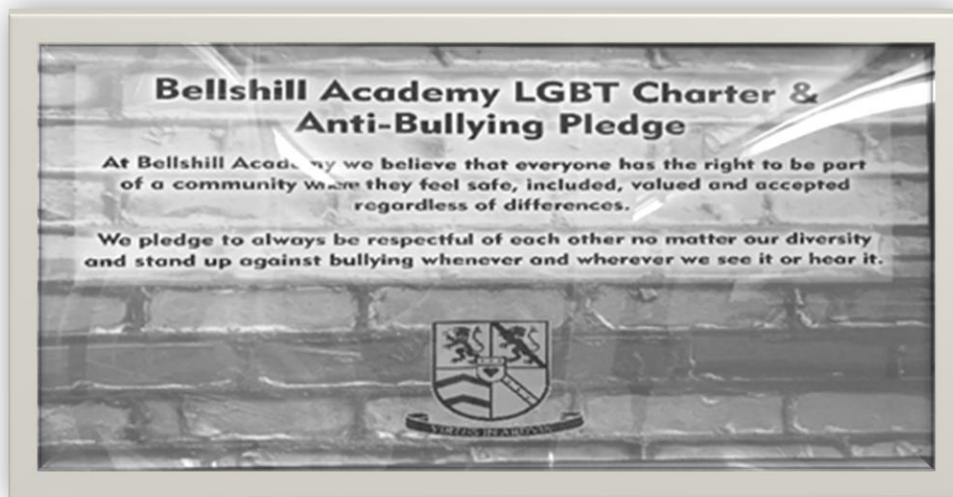 Bellshill Academy LGBT Charter &
Anti-Bullying Pledge
At Bellshill Academy we believe that everyone has the right to be part
of a community where they feel safe, included, valued and accepted
regardless of differences.
We pledge to always be respectful of each other no matter our diversity
and stand up against bullying whenever and wherever we see it or hear it.